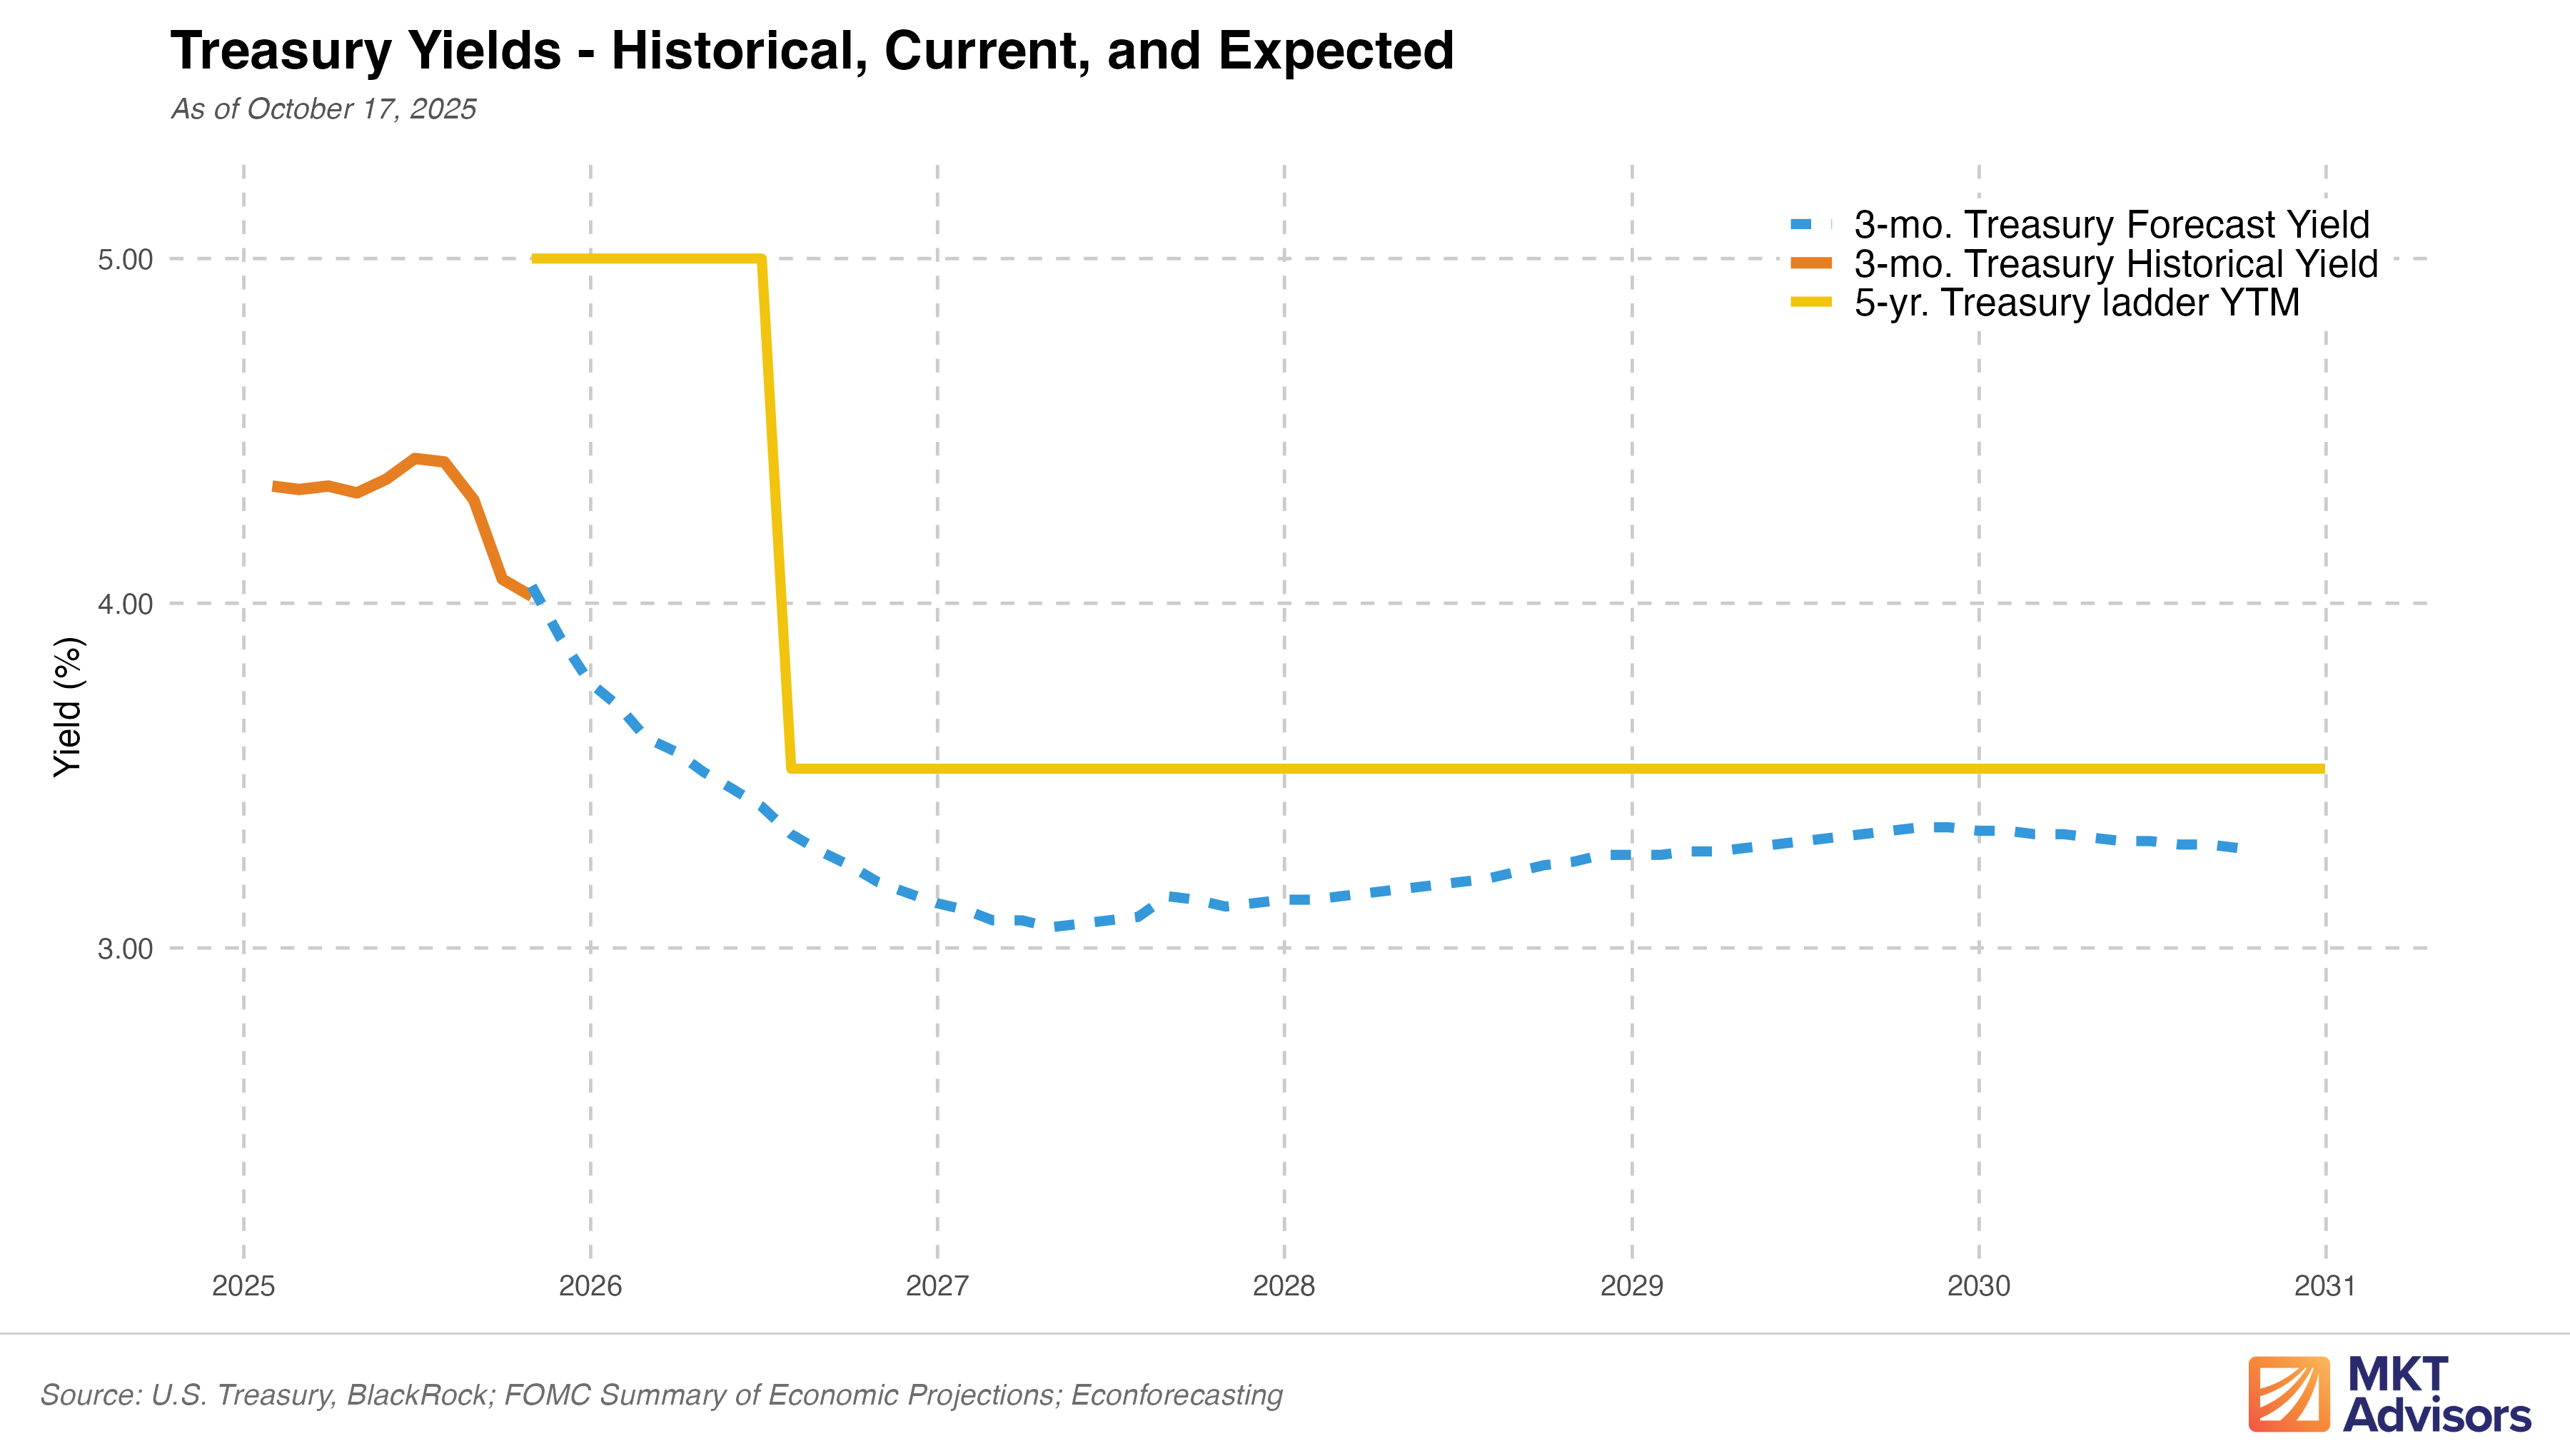 Treasury Yields - Historical, Current, and Expected
As of October 17, 2025
3-mo. Treasury Forecast Yield
3-mo. Treasury Historical Yield
5-yr. Treasury ladder YTM
5.00
4.00
3.00
Yield (%)
2025 2026 2027 2028 2029 2030 2031
Source: U.S. Treasury, BlackRock; FOMC Summary of Economic Projections; Econforecasting
MKT
Advisors